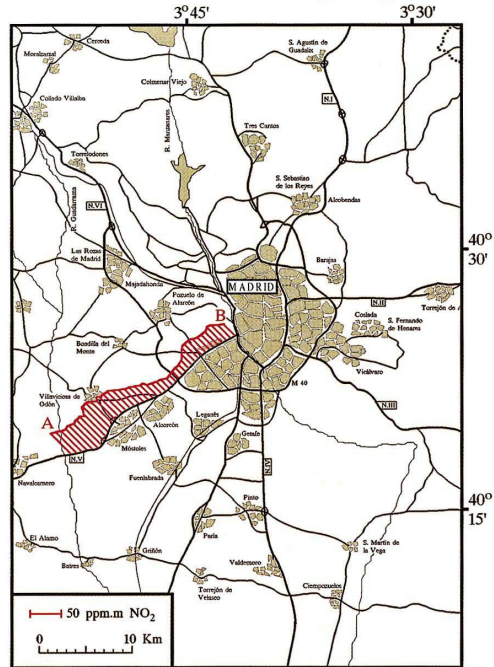 3° 45'
3° 30'
Cerceda
Moralzarzal
S. Agustín de
Guadalix
Colmenar Viejo
N.I
Collado Villalba
R. Manzanares
Tres Cantos
Torrelodones
S. Sebastián
de los Reyes
R. Guadarrama
N.VI
Alcobendas
40°
30'
Las Rozas
de Madrid
Barajas
Majadahonda
MADRID
Pozuelo de
Alarcón
N.II
Torrejón de A
B
Coslada
S. Fernando
de Henares
Boadilla del
Monte
Vicálvaro
M 40
Villaviciosa de
Odón
N.III
A
Leganés
Alcorcón
Móstoles
Getafe
N.V
N.IV
Navalcarnero
Fuenlabrada
40°
15'
Pinto
El Alamo
Parla
Griñón
S. Martín de
la Vega
Batres
Valdemoro
Torrejón de
Velasco
Ciempozuelos
50 ppm.m NO2
0 10 Km